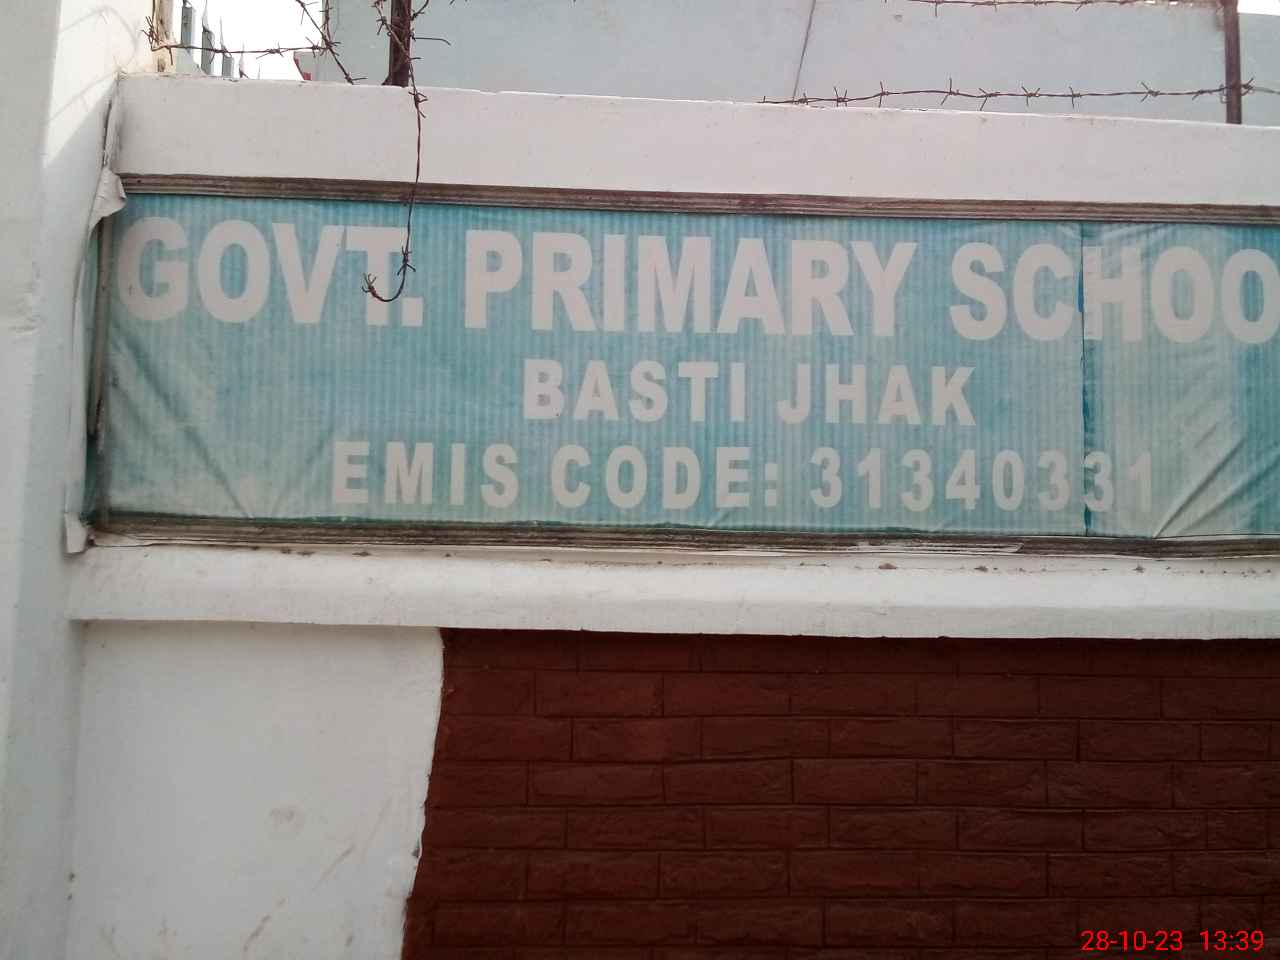 GOVT. PRIMARY SCHOO
BASTI JHAK
EMIS CODE: 31340331
28-10-23 13:39